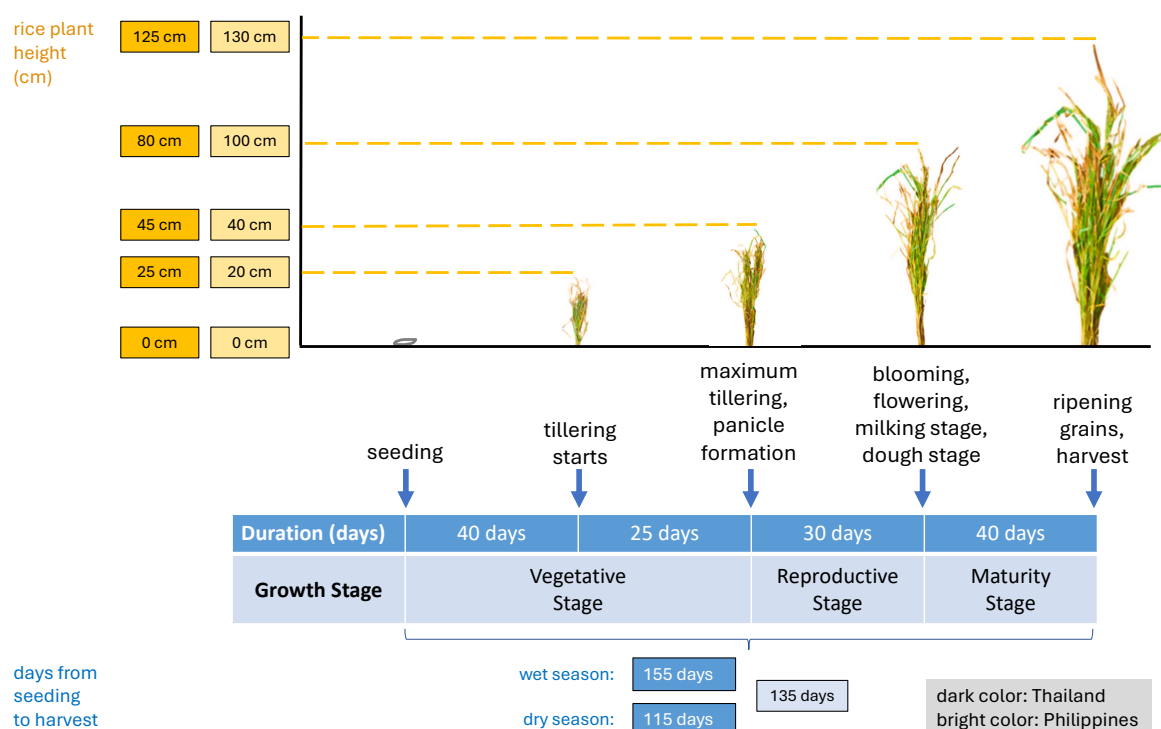 rice plant
height
(cm)
125 cm 130 cm
80 cm 100 cm
45 cm 40 cm
25 cm 20 cm
0 cm 0 cm
seeding
tillering
starts
maximum
tillering,
panicle
formation
blooming,
flowering,
milking stage,
dough stage
ripening
grains,
harvest
Duration (days) 40 days 25 days 30 days 40 days
Growth Stage
Vegetative
Stage
Reproductive
Stage
Maturity
Stage
days from
seeding
to harvest
wet season: 155 days
135 days
dry season: 115 days
dark color: Thailand
bright color: Philippines